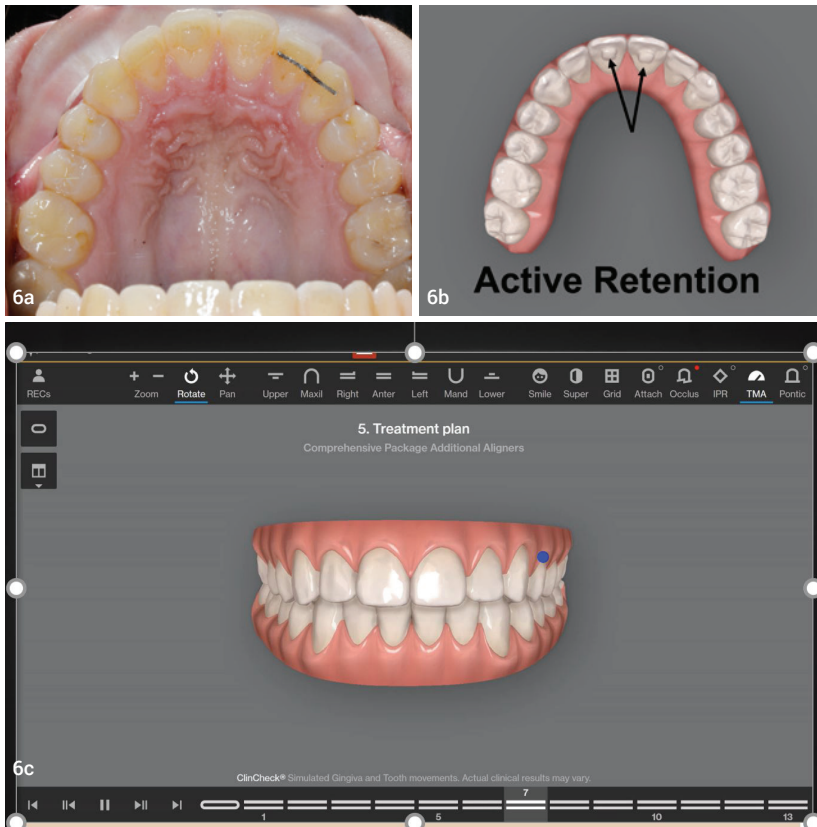 6a
6b
Active Retention
RECs
Zoom
Rotate
Pan
Upper
Maxil
Right
Anter
Left
Mand
Lower
Smile
Super
Grid
Attach
Occlus
IPR
TMA
Pontic
5. Treatment plan
Comprehensive Package Additional Aligners
6c
ClinCheck® Simulated Gingiva and Tooth movements. Actual clinical results may vary.
7
1
5
10
13